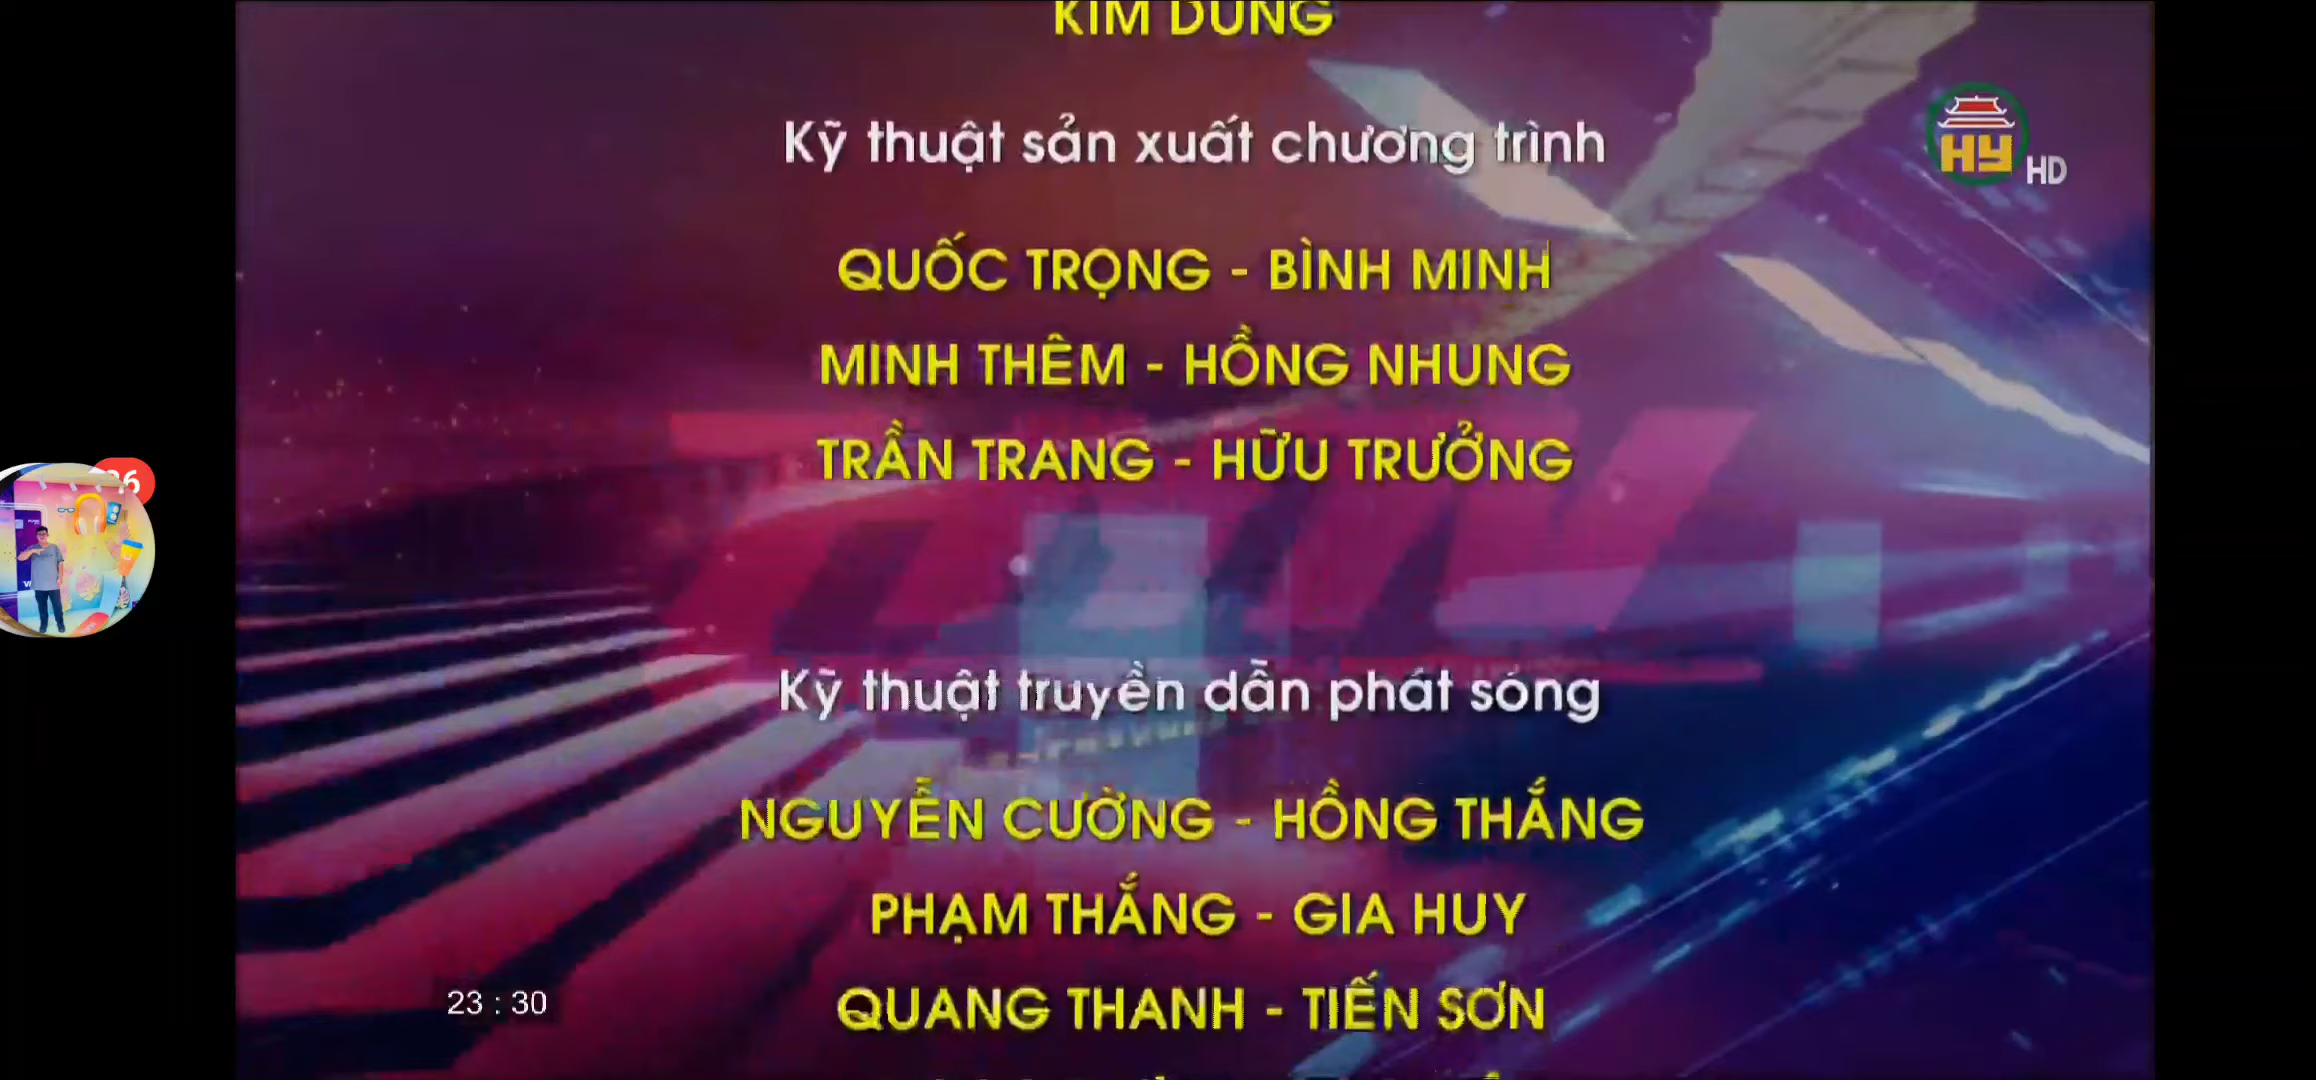 KIM DUNG
Kỹ thuật sản xuất chương trình
HY HD
QUỐC TRỌNG - BÌNH MINH
MINH THÊM - HỒNG NHUNG
TRẦN TRANG - HỮU TRƯỞNG
Kỹ thuật truyền dẫn phát sóng
NGUYỄN CƯỜNG - HỒNG THẮNG
PHẠM THẮNG - GIA HUY
QUANG THANH - TIẾN SƠN
23 : 30